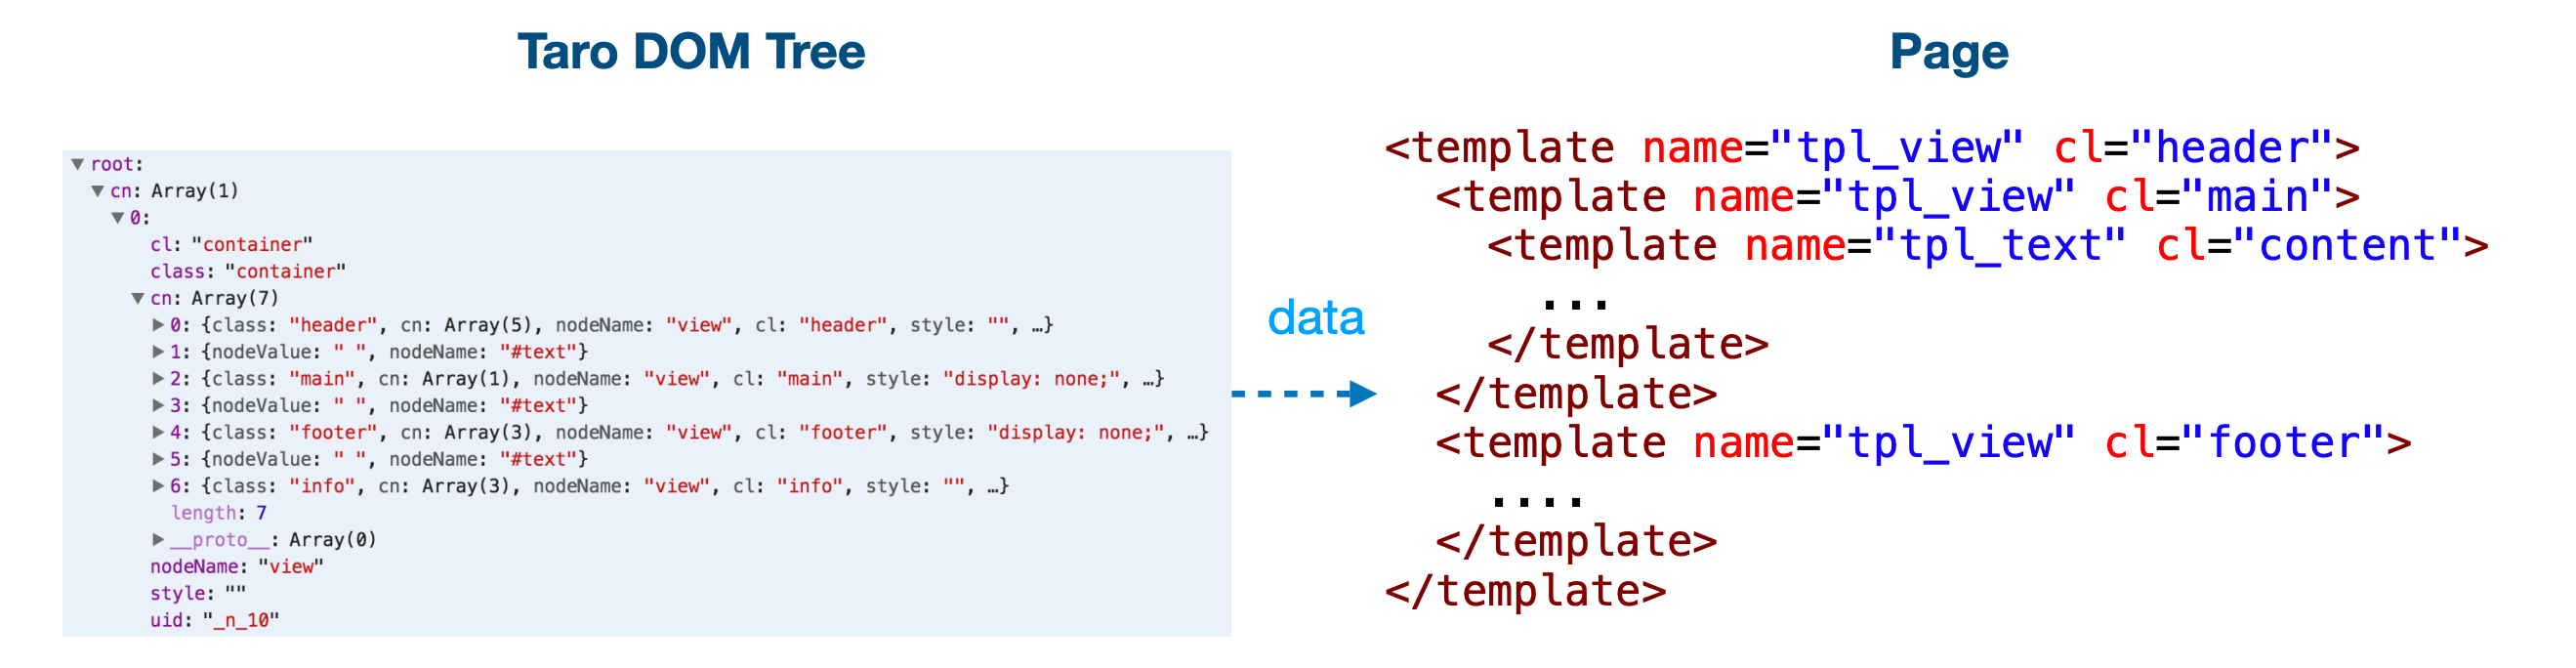 Taro DOM Tree
▼ root:
▼ cn: Array(1)
▼ 0:
cl: "container"
class: "container"
▼ cn: Array(7)
▶ 0: {class: "header", cn: Array(5), nodeName: "view", cl: "header", style: "", …}
▶ 1: {nodeValue: " ", nodeName: "#text"}
▶ 2: {class: "main", cn: Array(1), nodeName: "view", cl: "main", style: "display: none;", …}
▶ 3: {nodeValue: " ", nodeName: "#text"}
▶ 4: {class: "footer", cn: Array(3), nodeName: "view", cl: "footer", style: "display: none;", …}
▶ 5: {nodeValue: " ", nodeName: "#text"}
▶ 6: {class: "info", cn: Array(3), nodeName: "view", cl: "info", style: "", …}
length: 7
▶ __proto__: Array(0)
nodeName: "view"
style: ""
uid: "_n_10"
data
Page
<template name="tpl_view" cl="header">
<template name="tpl_view" cl="main">
<template name="tpl_text" cl="content">
...
</template>
</template>
<template name="tpl_view" cl="footer">
....
</template>
</template>